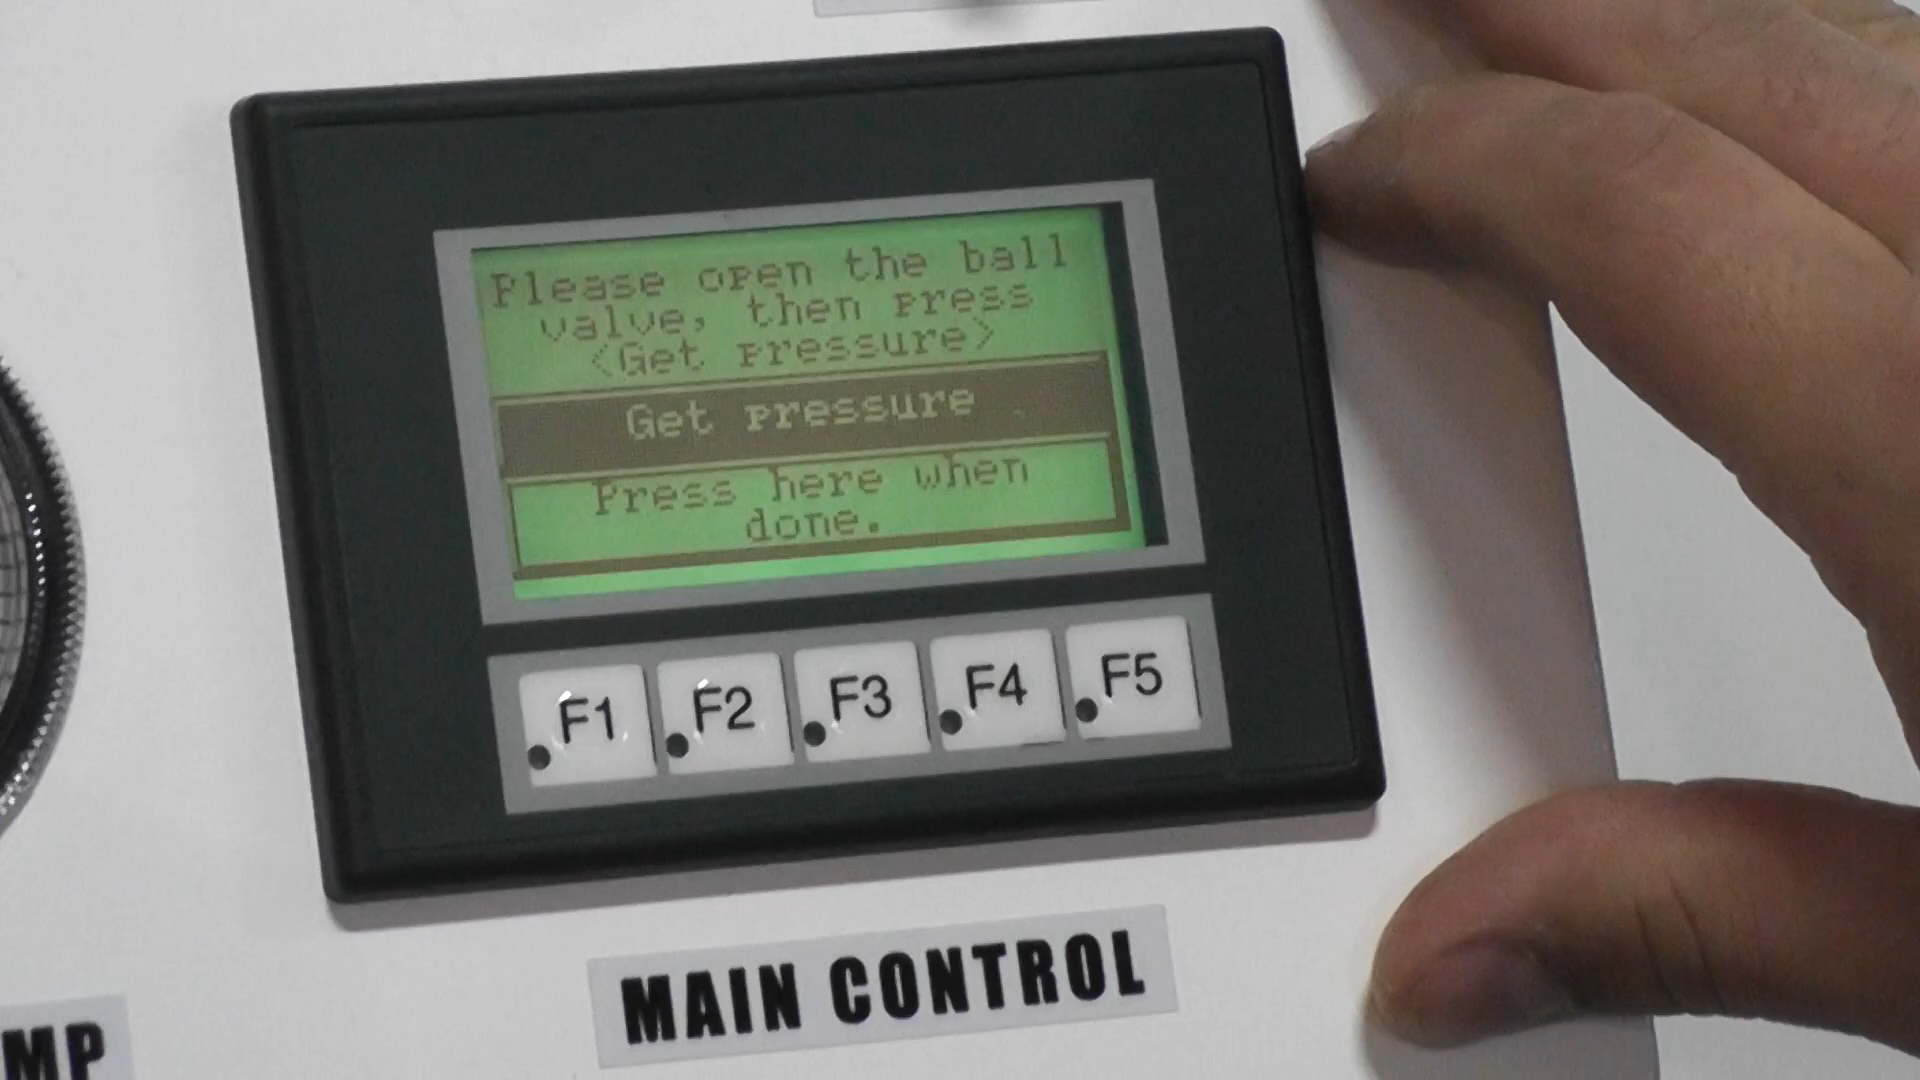 Please open the ball
valve, then press
<Get pressure>
Get pressure
Press here when
done.
F1 F2 F3 F4 F5
MAIN CONTROL
MP